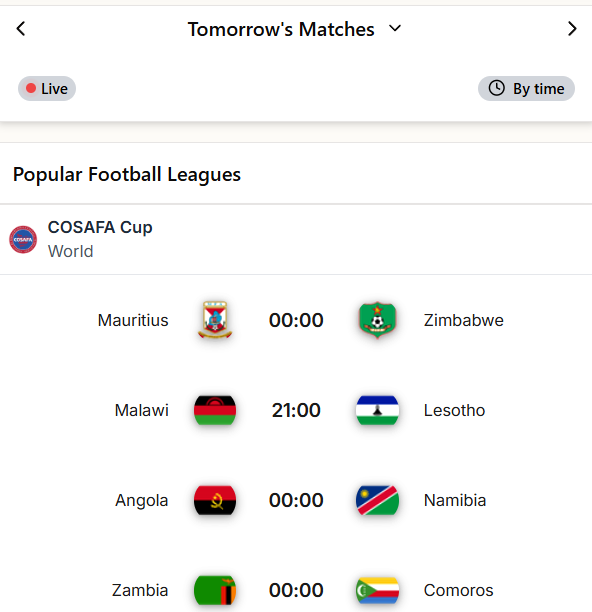 Tomorrow's Matches
Live
By time
Popular Football Leagues
COSAFA
COSAFA Cup
World
Mauritius 00:00 Zimbabwe
Malawi 21:00 Lesotho
Angola 00:00 Namibia
Zambia 00:00 Comoros